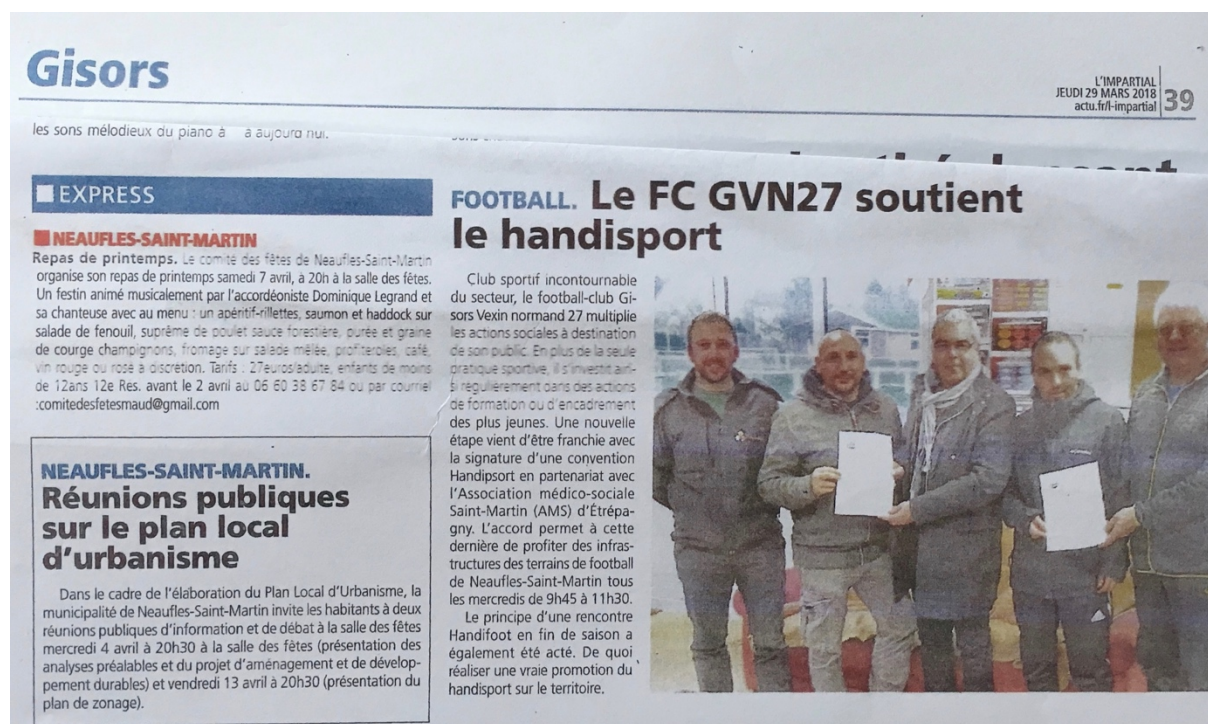 Gisors
L'IMPARTIAL
JEUDI 29 MARS 2018
actu.fr/l-impartial
39
les sons mélodieux du piano à
EXPRESS
NEAUFLES-SAINT-MARTIN
Repas de printemps. Le comité des fêtes de Neaufles-Saint-Martin
organise son repas de printemps samedi 7 avril, à 20h à la salle des fêtes.
Un festin animé musicalement par l'accordéoniste Dominique Legrand et
sa chanteuse avec au menu : un apéritif-rillettes, saumon et haddock sur
salade de fenouil, suprême de poulet sauce forestière, purée et graine
de courge champignons, fromage sur salade mêlée, profiteroles, café,
vin rouge ou rosé à discrétion. Tarifs : 27euros/adulte, enfants de moins
de 12ans 12e Res. avant le 2 avril au 06 60 38 67 84 ou par courriel
:comitedesfetesmaud@gmail.com
NEAUFLES-SAINT-MARTIN.
Réunions publiques
sur le plan local
d'urbanisme
Dans le cadre de l'élaboration du Plan Local d'Urbanisme, la
municipalité de Neaufles-Saint-Martin invite les habitants à deux
réunions publiques d'information et de débat à la salle des fêtes
mercredi 4 avril à 20h30 à la salle des fêtes (présentation des
analyses préalables et du projet d'aménagement et de dévelop-
pement durables) et vendredi 13 avril à 20h30 (présentation du
plan de zonage).
FOOTBALL. Le FC GVN27 soutient
le handisport
Club sportif incontournable
du secteur, le football-club Gi-
sors Vexin normand 27 multiplie
les actions sociales à destination
de son public. En plus de la seule
pratique sportive, il s'investit ain-
si régulièrement dans des actions
de formation ou d'encadrement
des plus jeunes. Une nouvelle
étape vient d'être franchie avec
la signature d'une convention
Handipsort en partenariat avec
l'Association médico-sociale
Saint-Martin (AMS) d'Étrépa-
gny. L'accord permet à cette
dernière de profiter des infras-
tructures des terrains de football
de Neaufles-Saint-Martin tous
les mercredis de 9h45 à 11h30.
Le principe d'une rencontre
Handifoot en fin de saison a
également été acté. De quoi
réaliser une vraie promotion du
handisport sur le territoire.